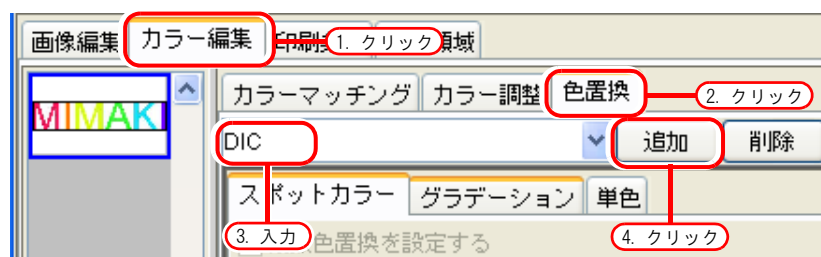 画像編集 カラー編集 印刷 1. クリック 領域
カラーマッチング カラー調整 色置換 2. クリック
MIMAKI
DIC 追加 削除
スポットカラー グラデーション 単色
3. 入力 色置換を設定する 4. クリック